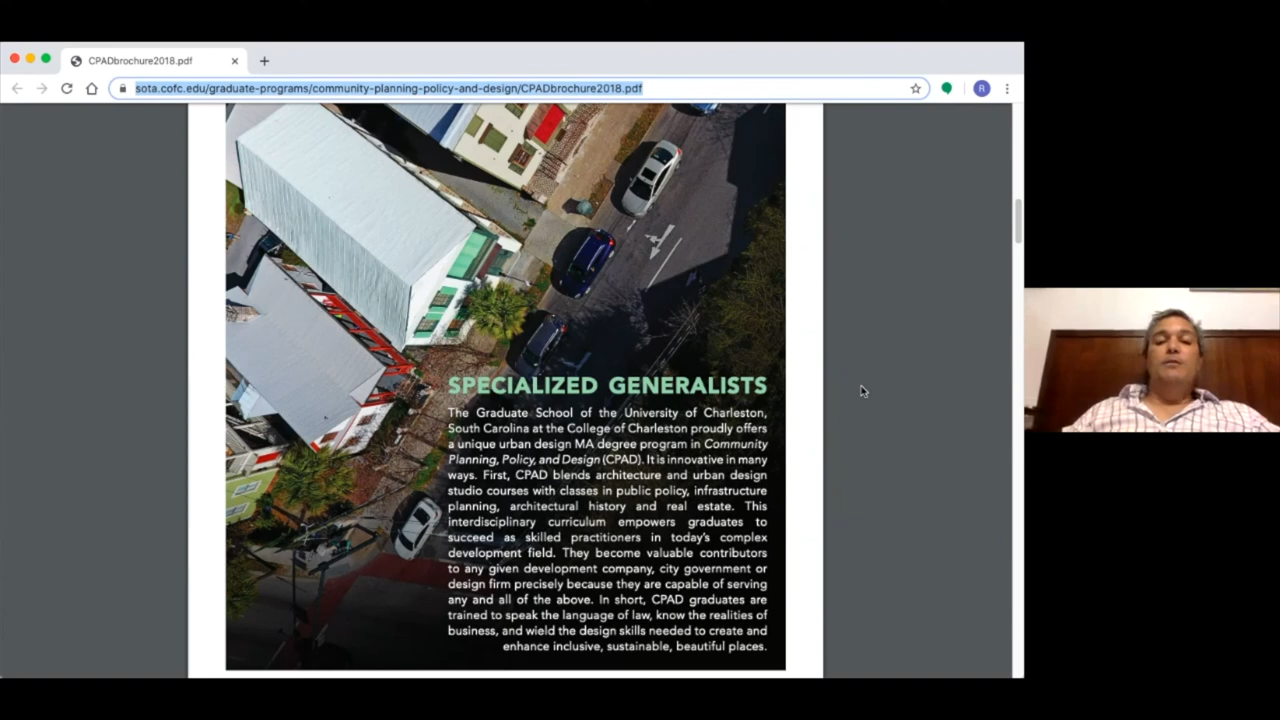 CPADbrochure2018.pdf
sota.cofc.edu/graduate-programs/community-planning-policy-and-design/CPADbrochure2018.pdf
R
SPECIALIZED GENERALISTS
The Graduate School of the University of Charleston,
South Carolina at the College of Charleston proudly offers
a unique urban design MA degree program in Community
Planning, Policy, and Design (CPAD). It is innovative in many
ways. First, CPAD blends architecture and urban design
studio courses with classes in public policy, infrastructure
planning, architectural history and real estate. This
interdisciplinary curriculum empowers graduates to
succeed as skilled practitioners in today's complex
development field. They become valuable contributors
to any given development company, city government or
design firm precisely because they are capable of serving
any and all of the above. In short, CPAD graduates are
trained to speak the language of law, know the realities of
business, and wield the design skills needed to create and
enhance inclusive, sustainable, beautiful places.